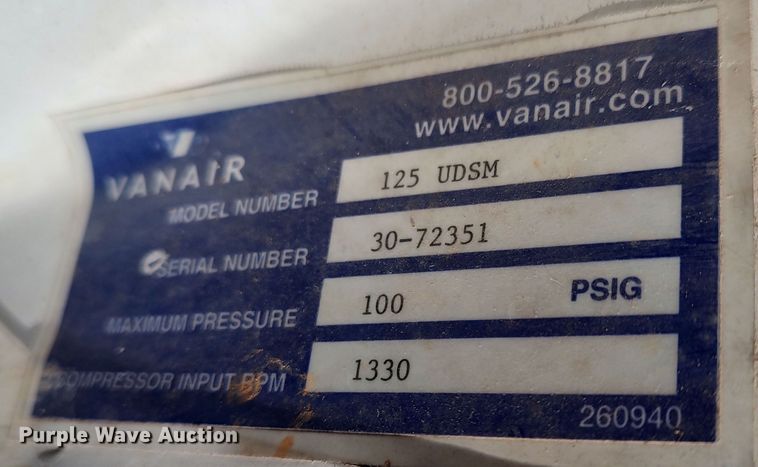 800-526-8817
www.vanair.com
VANAIR
MODEL NUMBER 125 UDSM
SERIAL NUMBER 30-72351
MAXIMUM PRESSURE 100 PSIG
COMPRESSOR INPUT RPM 1330
260940
Purple Wave Auction